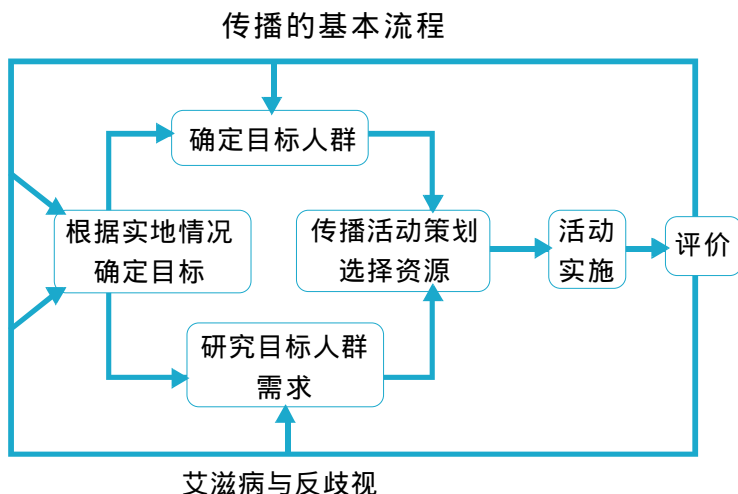 传播的基本流程
确定目标人群
根据实地情况
确定目标
传播活动策划
选择资源
活动
实施
评价
研究目标人群
需求
艾滋病与反歧视